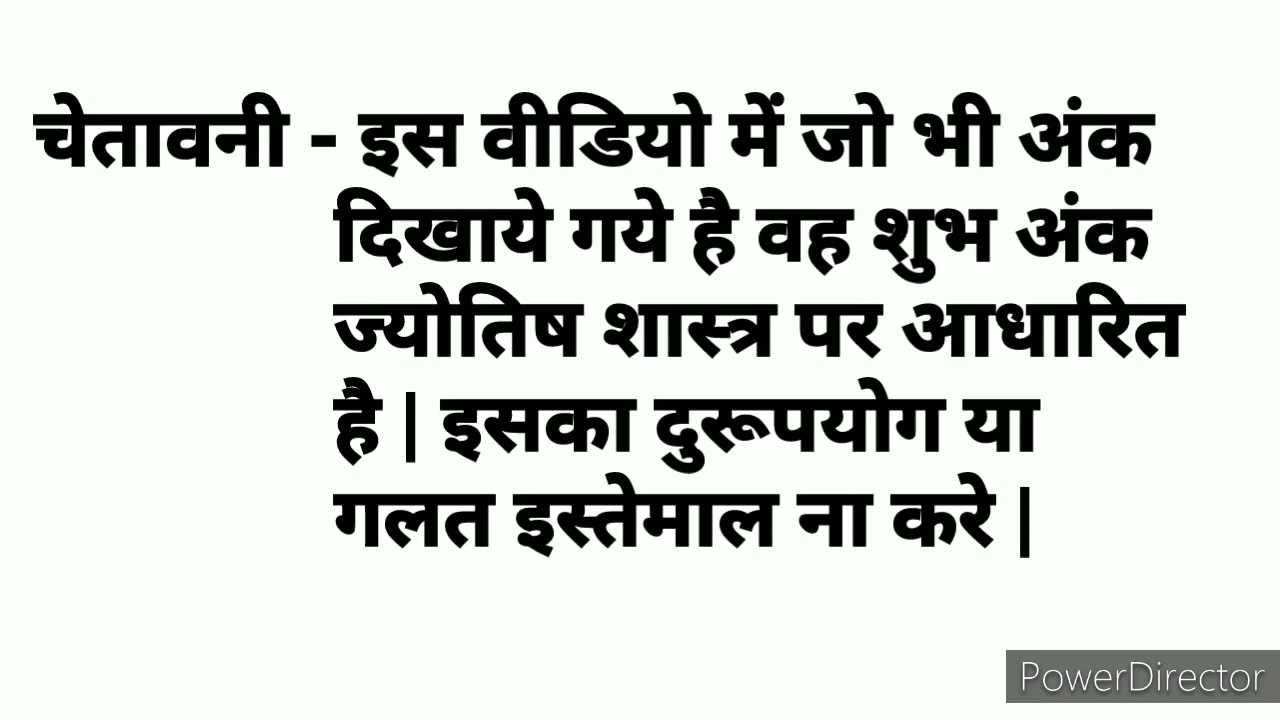 चेतावनी - इस वीडियो में जो भी अंक
दिखाये गये है वह शुभ अंक
ज्योतिष शास्त्र पर आधारित
है | इसका दुरूपयोग या
गलत इस्तेमाल ना करे |
PowerDirector